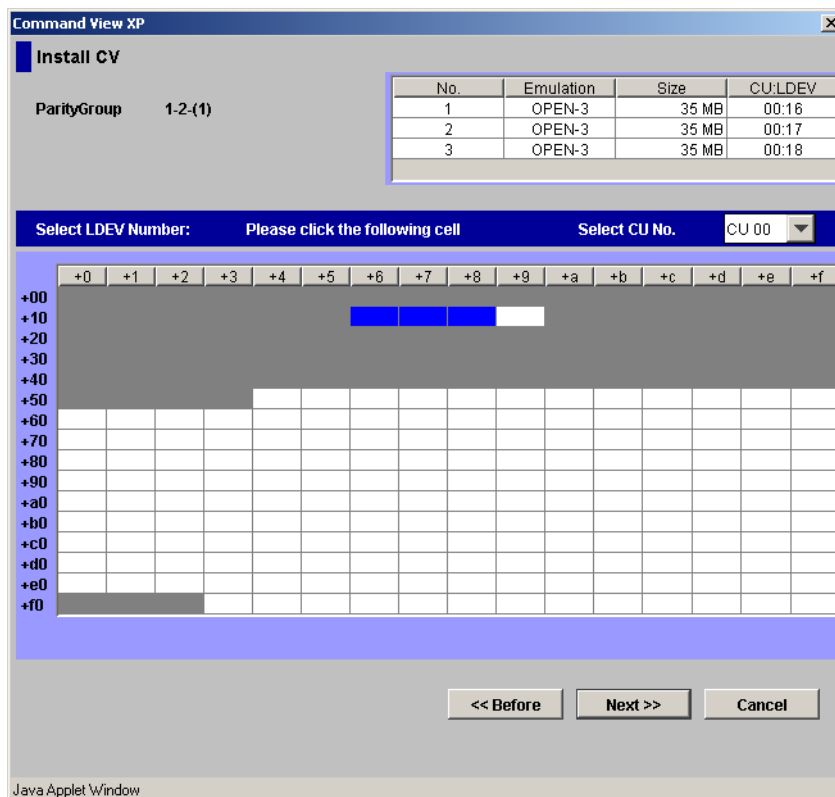 Command View XP
Install CV
ParityGroup 1-2-(1)
No. Emulation Size CU:LDEV
1 OPEN-3 35 MB 00:16
2 OPEN-3 35 MB 00:17
3 OPEN-3 35 MB 00:18
Select LDEV Number: Please click the following cell Select CU No. CU 00
+0 +1 +2 +3 +4 +5 +6 +7 +8 +9 +a +b +c +d +e +f
+00
+10
+20
+30
+40
+50
+60
+70
+80
+90
+a0
+b0
+c0
+d0
+e0
+f0
<< Before Next >> Cancel
Java Applet Window